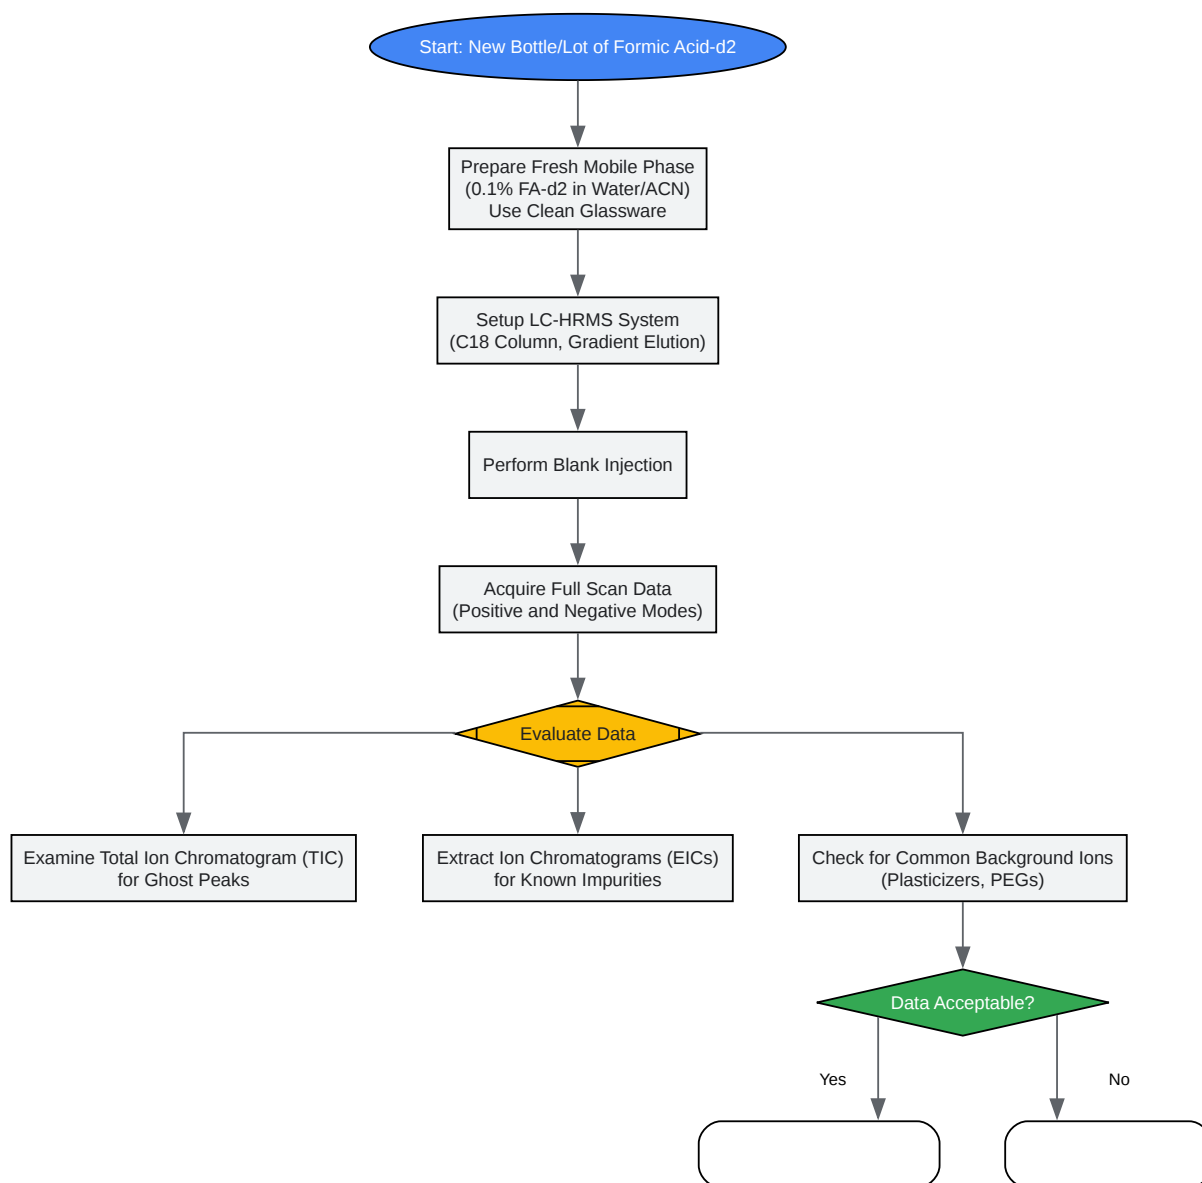 Start: New Bottle/Lot of Formic Acid-d2
Prepare Fresh Mobile Phase
(0.1% FA-d2 in Water/ACN)
Use Clean Glassware
Setup LC-HRMS System
(C18 Column, Gradient Elution)
Perform Blank Injection
Acquire Full Scan Data
(Positive and Negative Modes)
Evaluate Data
Examine Total Ion Chromatogram (TIC)
for Ghost Peaks
Extract Ion Chromatograms (EICs)
for Known Impurities
Check for Common Background Ions
(Plasticizers, PEGs)
Data Acceptable?
Yes
No